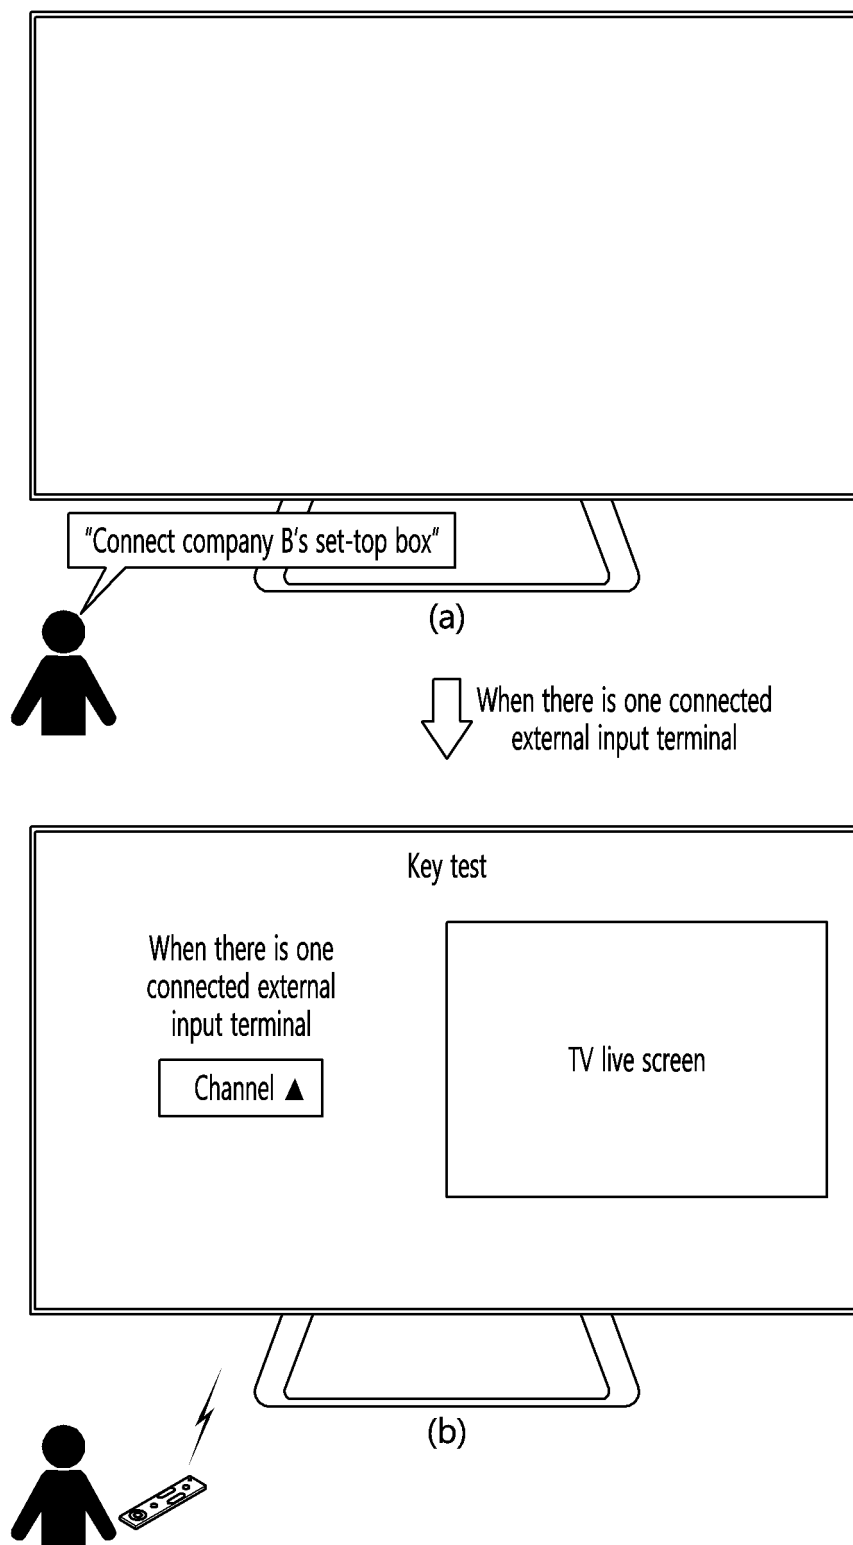 "Connect company B's set-top box"
(a)
When there is one connected
external input terminal
Key test
When there is one
connected external
input terminal
Channel ▲
TV live screen
(b)